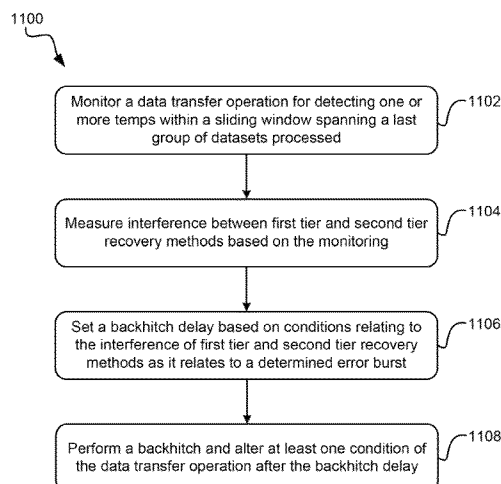 1100
Monitor a data transfer operation for detecting one or
more temps within a sliding window spanning a last
group of datasets processed
1102
Measure interference between first tier and second tier
recovery methods based on the monitoring
1104
Set a backhitch delay based on conditions relating to
the interference of first tier and second tier recovery
methods as it relates to a determined error burst
1106
Perform a backhitch and alter at least one condition of
the data transfer operation after the backhitch delay
1108